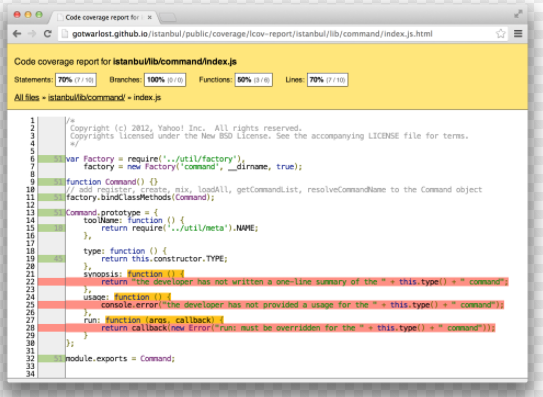 Code coverage report for i
gotwarlost.github.io/istanbul/public/coverage/lcov-report/istanbul/lib/command/index.js.html
Code coverage report for istanbul/lib/command/index.js
Statements: 70% (7 / 10) Branches: 100% (0 / 0) Functions: 50% (3 / 6) Lines: 70% (7 / 10)
All files » istanbul/lib/command/ » index.js
1 /*
2 Copyright (c) 2012, Yahoo! Inc. All rights reserved.
3 Copyrights licensed under the New BSD License. See the accompanying LICENSE file for terms.
4 */
5
6 51 var Factory = require('../util/factory'),
7 factory = new Factory('command', __dirname, true);
8
9 51 function Command() {}
10 // add register, create, mix, loadAll, getCommandList, resolveCommandName to the Command object
11 51 factory.bindClassMethods(Command);
12
13 51 Command.prototype = {
14 toolName: function () {
15 18 return require('../util/meta').NAME;
16 },
17
18 type: function () {
19 45 return this.constructor.TYPE;
20 },
21 synopsis: function () {
22 return "the developer has not written a one-line summary of the " + this.type() + " command";
23 },
24 usage: function () {
25 console.error("the developer has not provided a usage for the " + this.type() + " command");
26 },
27 run: function (args, callback) {
28 return callback(new Error("run: must be overridden for the " + this.type() + " command"));
29 }
30 };
31
32 51 module.exports = Command;
33
34